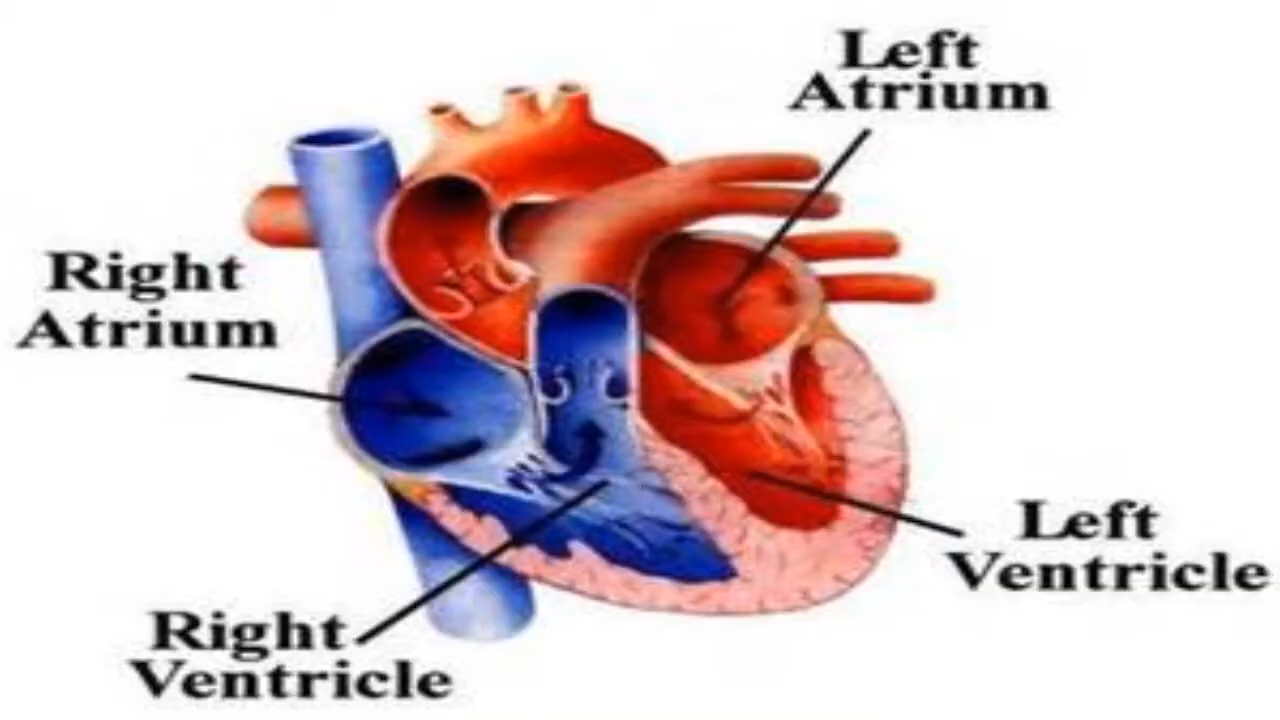 Left
Atrium
Right
Atrium
Left
Ventricle
Right
Ventricle